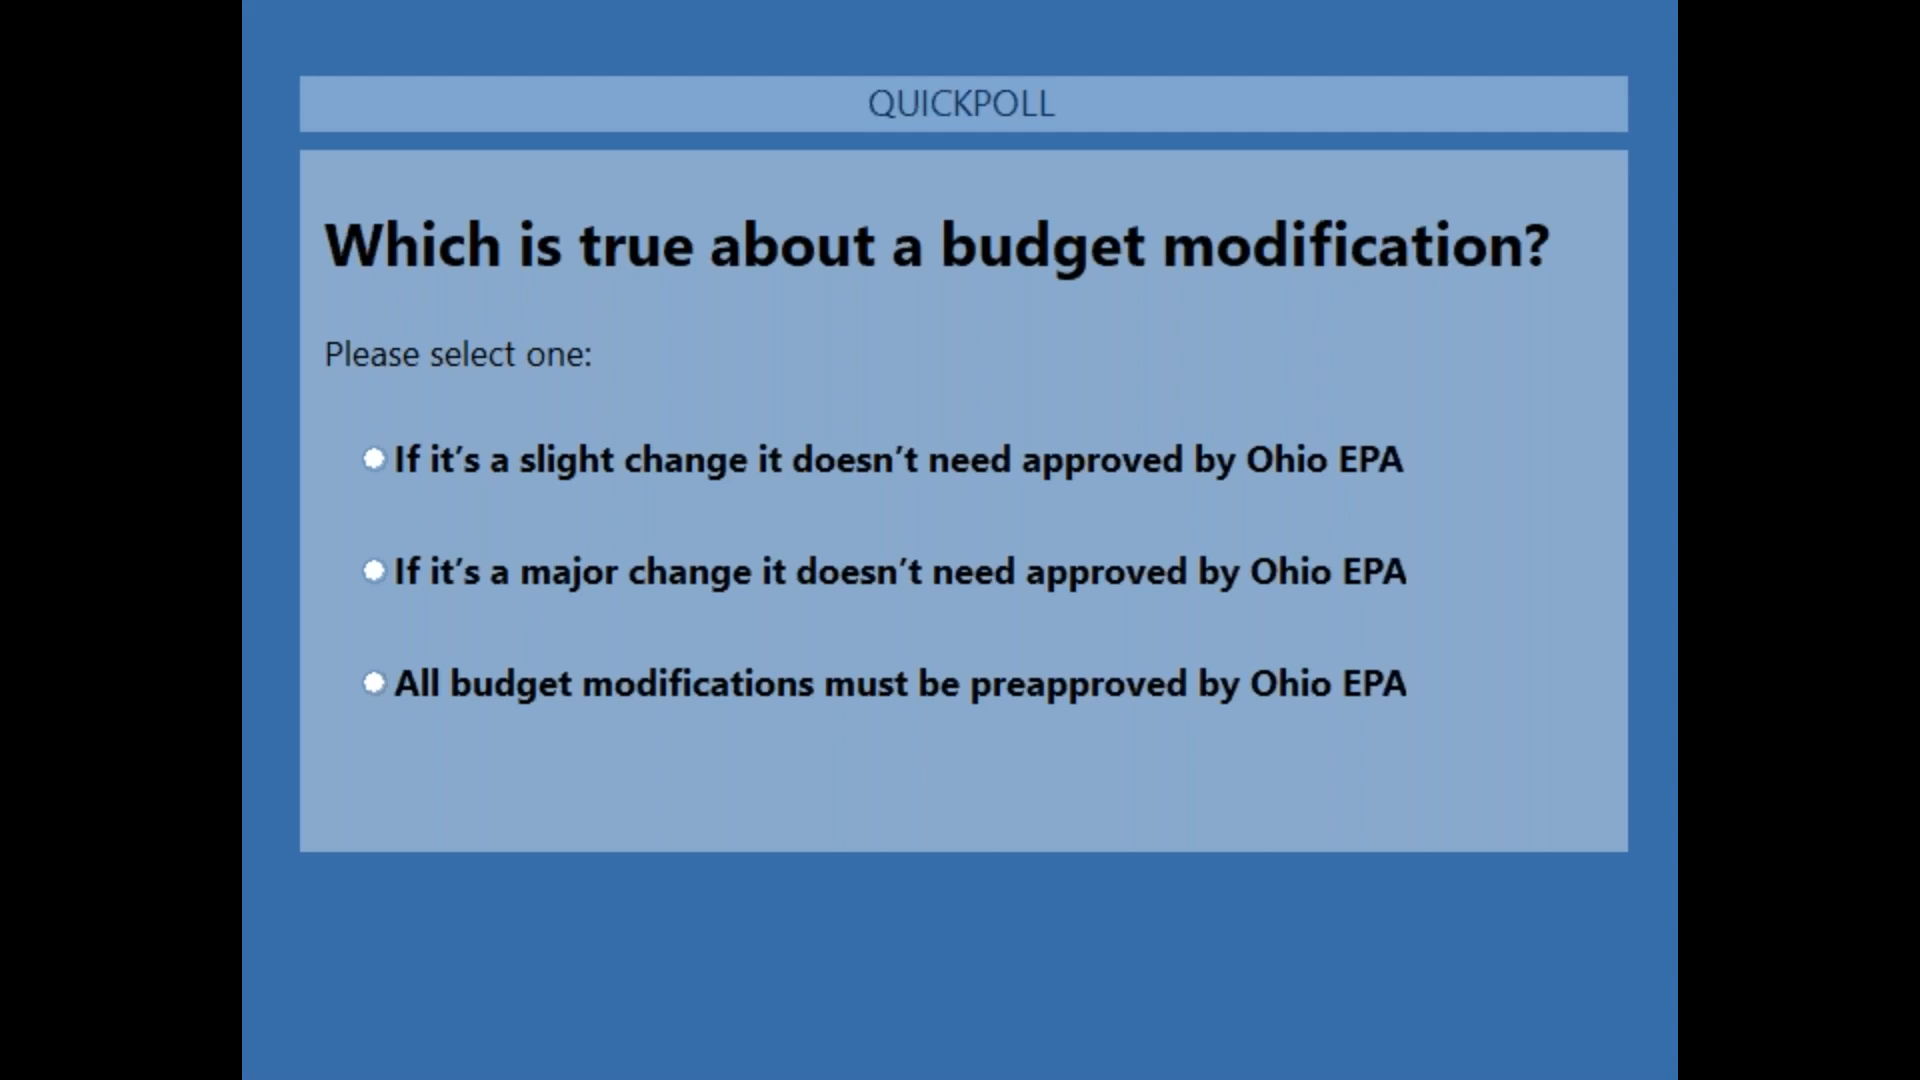 QUICKPOLL
Which is true about a budget modification?
Please select one:
If it’s a slight change it doesn’t need approved by Ohio EPA
If it’s a major change it doesn’t need approved by Ohio EPA
All budget modifications must be preapproved by Ohio EPA